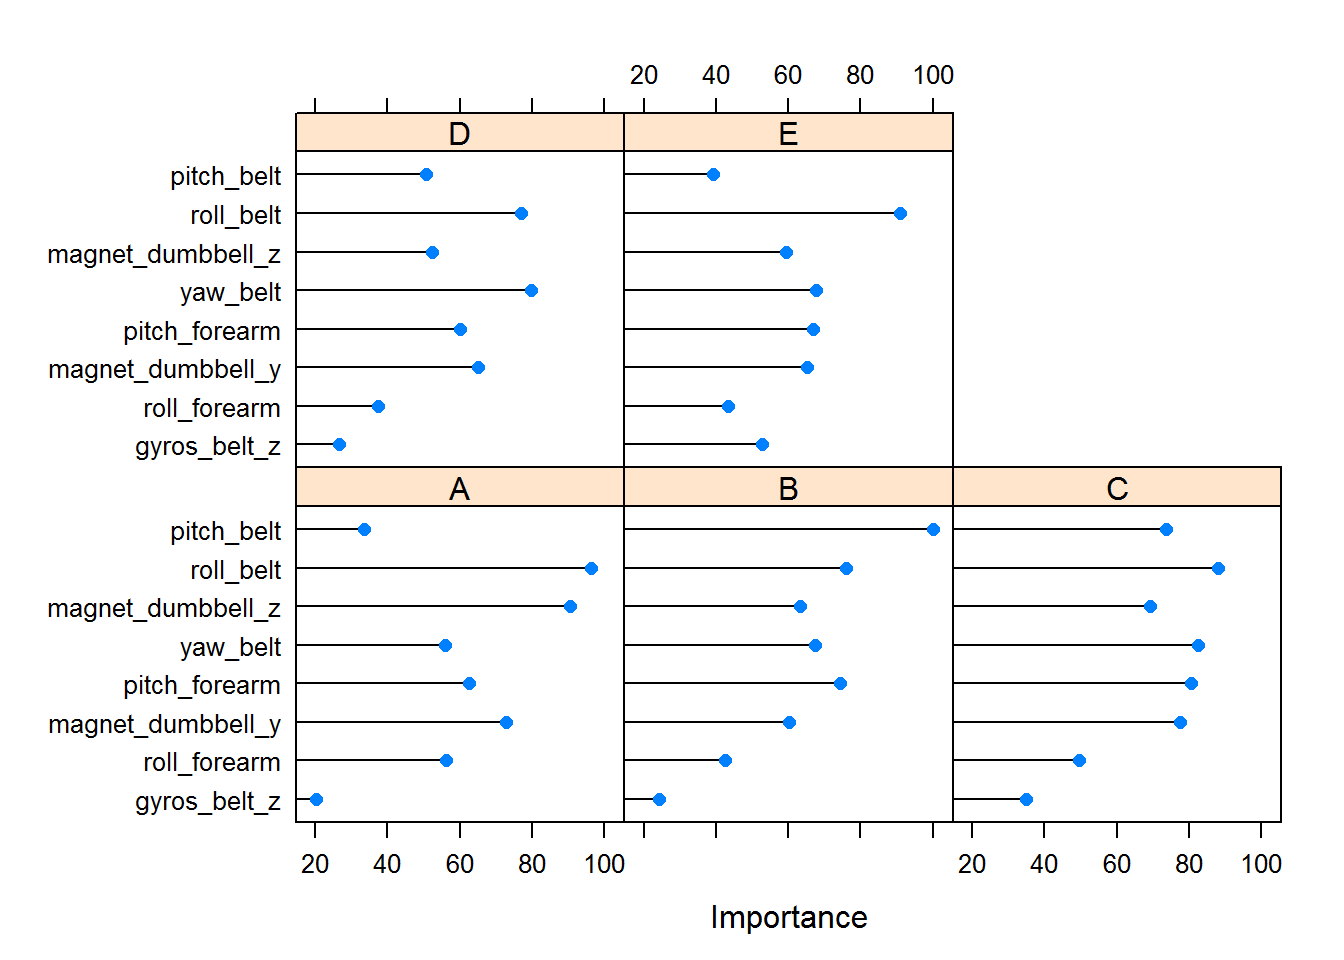 20 40 60 80 100
D E
pitch_belt
roll_belt
magnet_dumbbell_z
yaw_belt
pitch_forearm
magnet_dumbbell_y
roll_forearm
gyros_belt_z
A B C
pitch_belt
roll_belt
magnet_dumbbell_z
yaw_belt
pitch_forearm
magnet_dumbbell_y
roll_forearm
gyros_belt_z
20 40 60 80 100 20 40 60 80 100
Importance